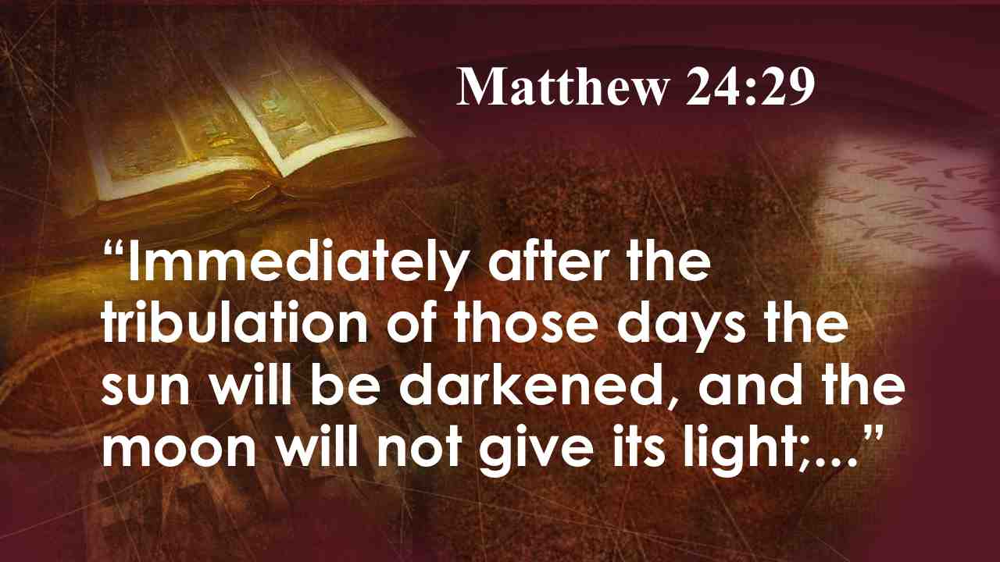 Matthew 24:29
“Immediately after the
tribulation of those days the
sun will be darkened, and the
moon will not give its light;...”